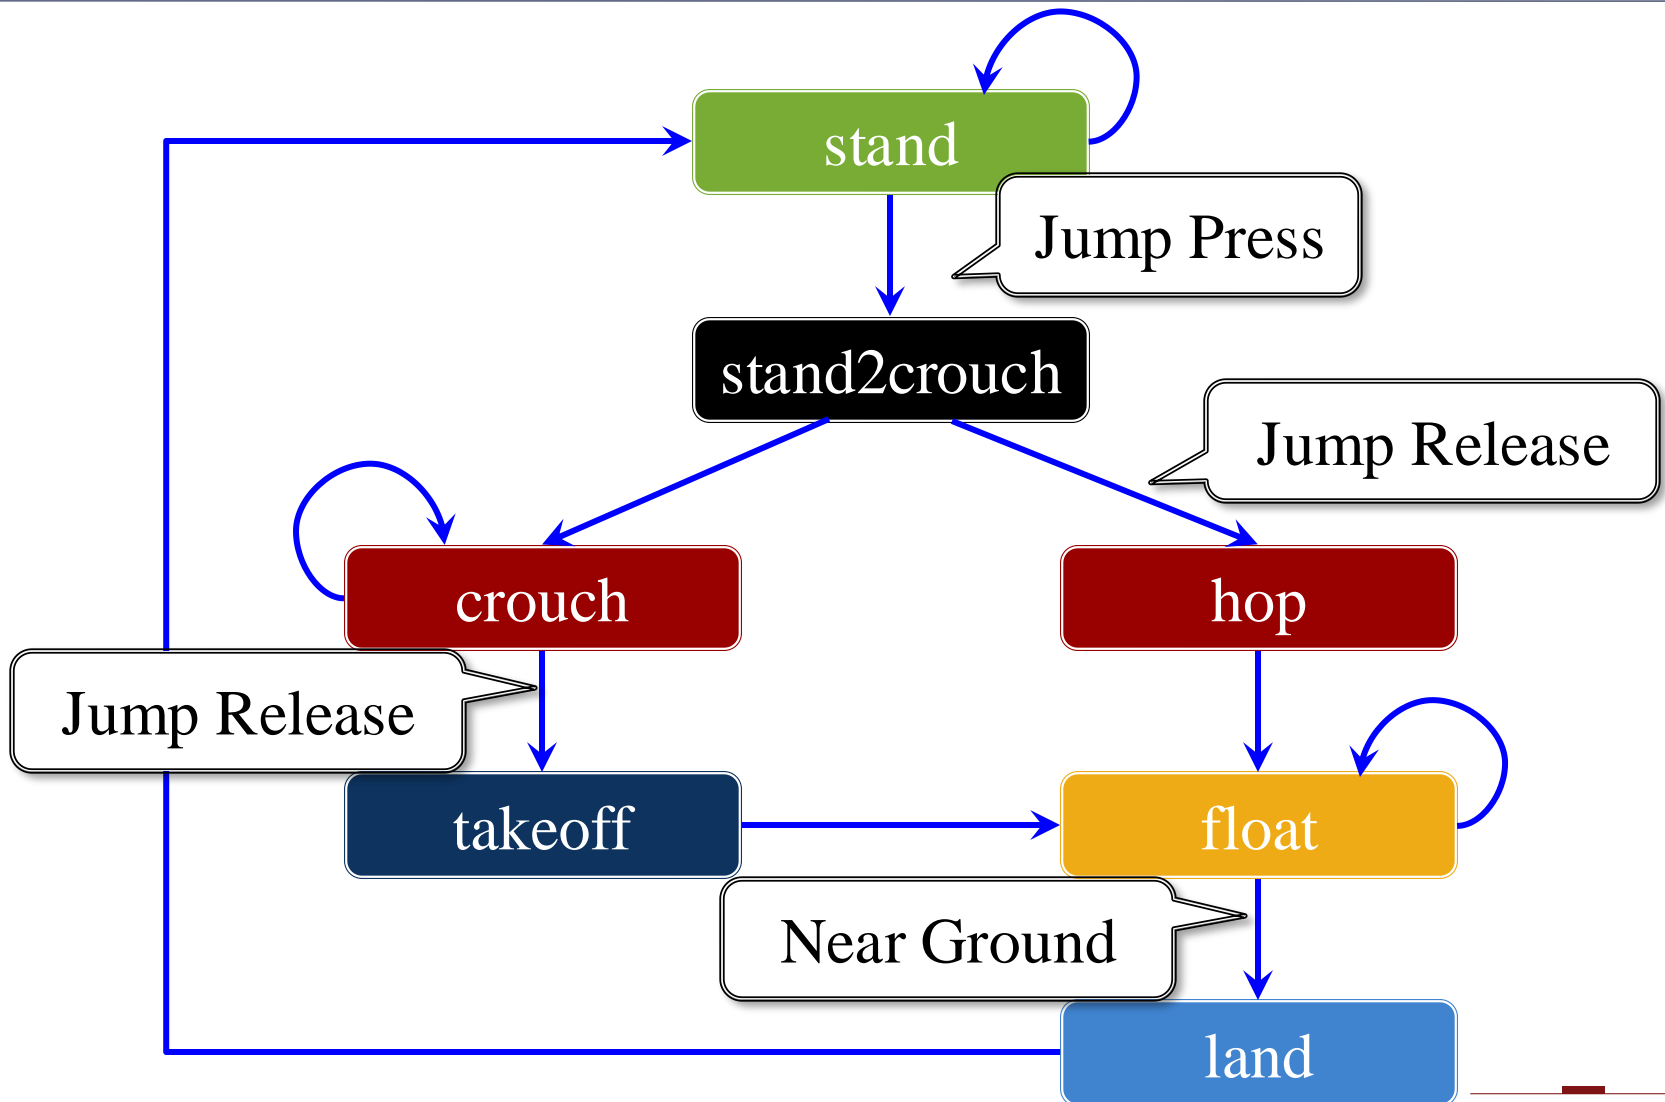 stand
Jump Press
stand2crouch
Jump Release
crouch
hop
Jump Release
takeoff
float
Near Ground
land